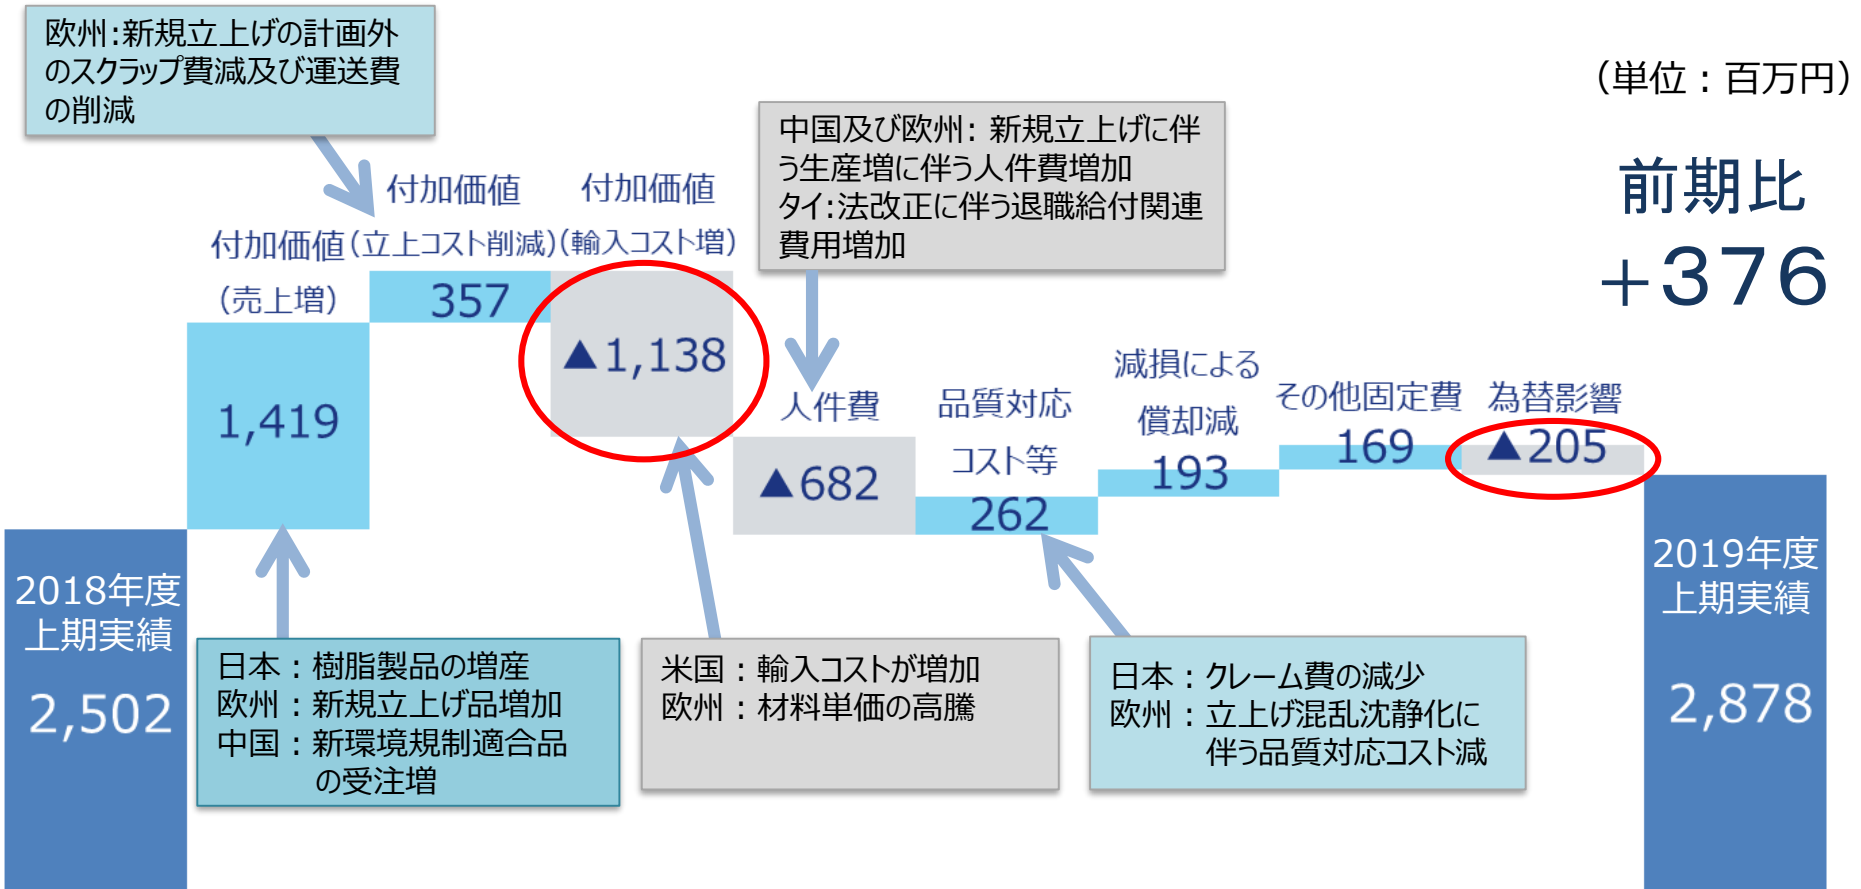 欧州：新規立上げの計画外
のスクラップ費減及び運送費
の削減
（単位：百万円）
前期比
＋376
中国及び欧州： 新規立上げに伴
う生産増に伴う人件費増加
タイ：法改正に伴う退職給付関連
費用増加
付加価値
（売上増）
1,419
付加価値
（立上コスト削減）
357
付加価値
（輸入コスト増）
▲1,138
人件費
▲682
品質対応
コスト等
262
減損による
償却減
193
その他固定費
169
為替影響
▲205
2018年度
上期実績
2,502
2019年度
上期実績
2,878
日本：樹脂製品の増産
欧州：新規立上げ品増加
中国：新環境規制適合品
の受注増
米国：輸入コストが増加
欧州：材料単価の高騰
日本：クレーム費の減少
欧州：立上げ混乱沈静化に
伴う品質対応コスト減